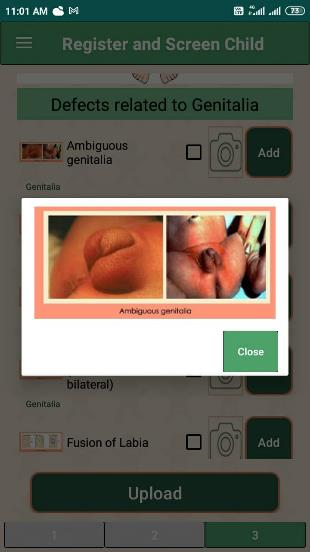 11:01 AM
73
Register and Screen Child
Defects related to Genitalia
Ambiguous
genitalia
Add
Genitalia
Ambiguous genitalia
Close
bilateral)
Genitalia
Fusion of Labia
Add
Upload
1
2
3